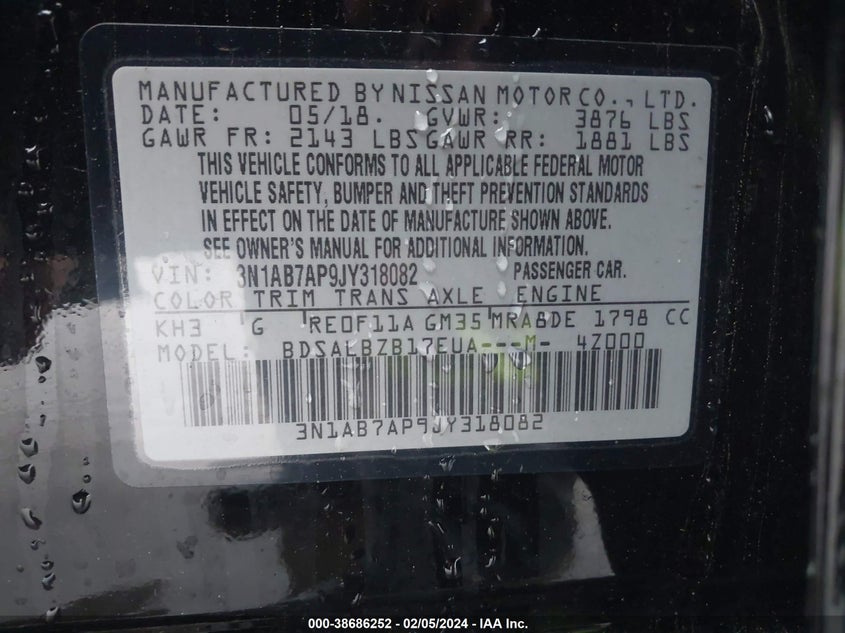 MANUFACTURED BY NISSAN MOTOR CO., LTD.
DATE: 05/18. GVWR: 3876 LBS
GAWR FR: 2143 LBS GAWR RR: 1881 LBS
THIS VEHICLE CONFORMS TO ALL APPLICABLE FEDERAL MOTOR
VEHICLE SAFETY, BUMPER AND THEFT PREVENTION STANDARDS
IN EFFECT ON THE DATE OF MANUFACTURE SHOWN ABOVE.
SEE OWNER'S MANUAL FOR ADDITIONAL INFORMATION.
VIN: 3N1AB7AP9JY318082 PASSENGER CAR.
COLOR TRIM TRANS AXLE ENGINE
KH3 G RE0F11A GM35 MRA8DE 1798 CC
MODEL: BDSALBZB17EUA---M- 4Z000
3N1AB7AP9JY318082
000-38686252 - 02/05/2024 - IAA Inc.